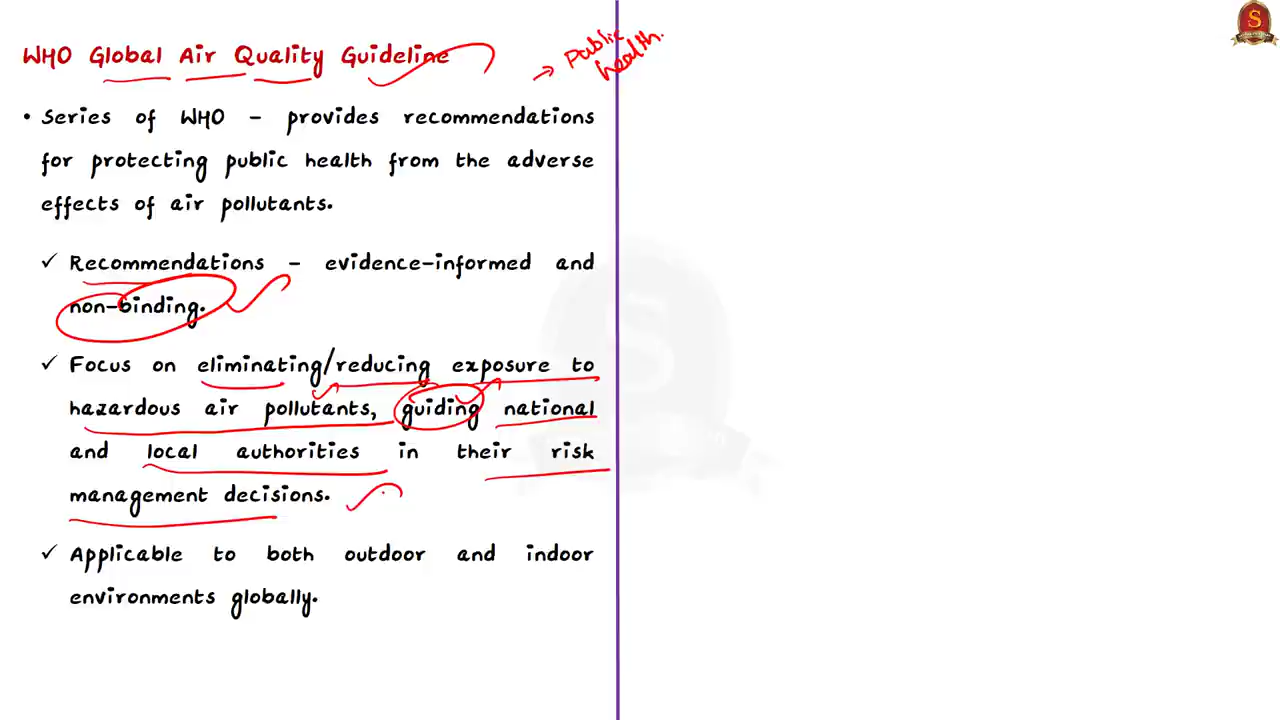 WHO Global Air Quality Guideline
→ Public
health.
• Series of WHO – provides recommendations
for protecting public health from the adverse
effects of air pollutants.
✓ Recommendations – evidence-informed and
non-binding.
✓ Focus on eliminating/reducing exposure to
hazardous air pollutants, guiding national
and local authorities in their risk
management decisions.
✓ Applicable to both outdoor and indoor
environments globally.
S